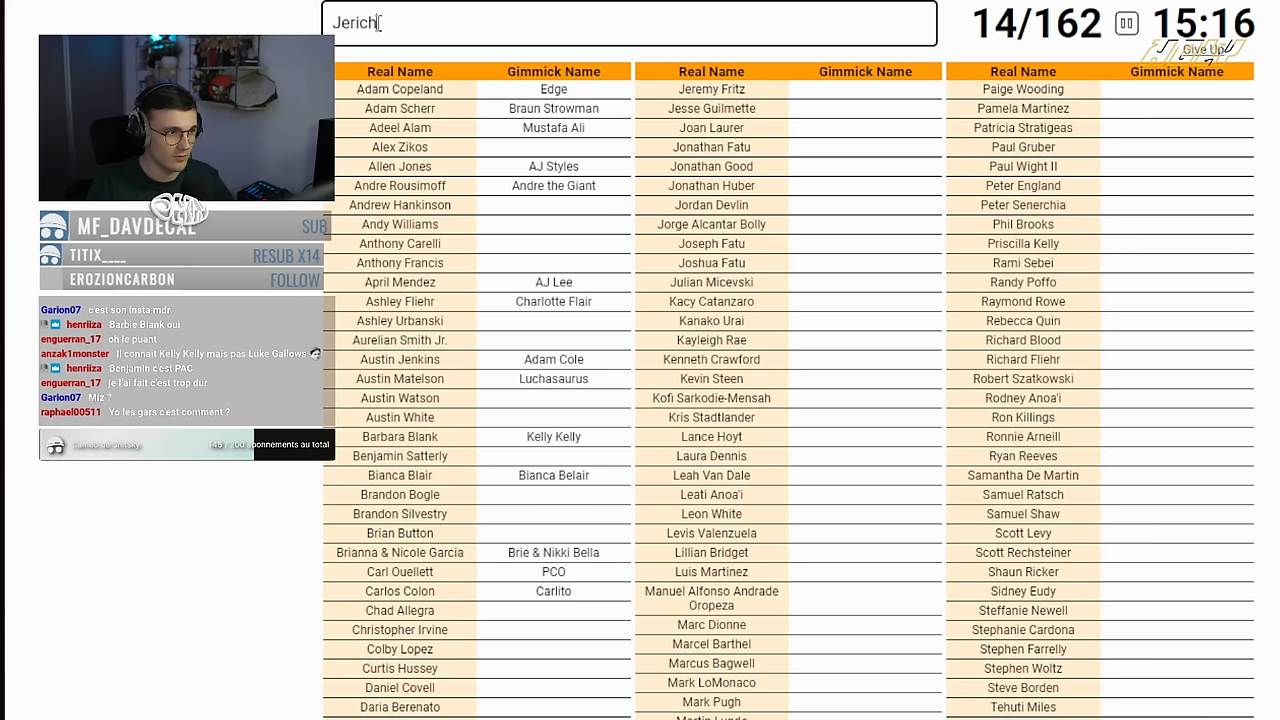 Jerich
14/162 15:16
Give Up
Real Name Gimmick Name Real Name Gimmick Name Real Name Gimmick Name
Adam Copeland Edge Jeremy Fritz Paige Wooding
Adam Scherr Braun Strowman Jesse Guilmette Pamela Martinez
Adeel Alam Mustafa Ali Joan Laurer Patricia Stratigeas
Alex Zikos Jonathan Fatu Paul Gruber
Allen Jones AJ Styles Jonathan Good Paul Wight II
Andre Rousimoff Andre the Giant Jonathan Huber Peter England
Andrew Hankinson Jordan Devlin Peter Senerchia
Andy Williams Jorge Alcantar Bolly Phil Brooks
Anthony Carelli Joseph Fatu Priscilla Kelly
Anthony Francis Joshua Fatu Rami Sebei
April Mendez AJ Lee Julian Micevski Randy Poffo
Ashley Fliehr Charlotte Flair Kacy Catanzaro Raymond Rowe
Ashley Urbanski Kanako Urai Rebecca Quin
Aurelian Smith Jr. Kayleigh Rae Richard Blood
Austin Jenkins Adam Cole Kenneth Crawford Richard Fliehr
Austin Matelson Luchasaurus Kevin Steen Robert Szatkowski
Austin Watson Kofi Sarkodie-Mensah Rodney Anoa'i
Austin White Kris Stadtlander Ron Killings
Barbara Blank Kelly Kelly Lance Hoyt Ronnie Arneill
Benjamin Satterly Laura Dennis Ryan Reeves
Bianca Blair Bianca Belair Leah Van Dale Samantha De Martin
Brandon Bogle Leati Anoa'i Samuel Ratsch
Brandon Silvestry Leon White Samuel Shaw
Brian Button Levis Valenzuela Scott Levy
Brianna & Nicole Garcia Brie & Nikki Bella Lillian Bridget Scott Rechsteiner
Carl Ouellett PCO Luis Martinez Shaun Ricker
Carlos Colon Carlito Manuel Alfonso Andrade Sidney Eudy
Oropeza
Chad Allegra Marc Dionne Steffanie Newell
Christopher Irvine Marcel Barthel Stephanie Cardona
Colby Lopez Marcus Bagwell Stephen Farrelly
Curtis Hussey Mark LoMonaco Stephen Woltz
Daniel Covell Mark Pugh Steve Borden
Daria Berenato Tehuti Miles
MF_DAVDECAL SUB
TITIX____ RESUB X14
EROZIONCARBON FOLLOW
Garion07 c'est son insta mdr
henriiza Barbie Blank oui
enguerran_17 oh le puant
anzak1monster Il connait Kelly Kelly mais pas Luke Gallows
henriiza Benjamin c'est PAC
enguerran_17 je l'ai fait c'est trop dur
Garion07 Miz ?
raphael00511 Yo les gars c'est comment ?
abonnements au total